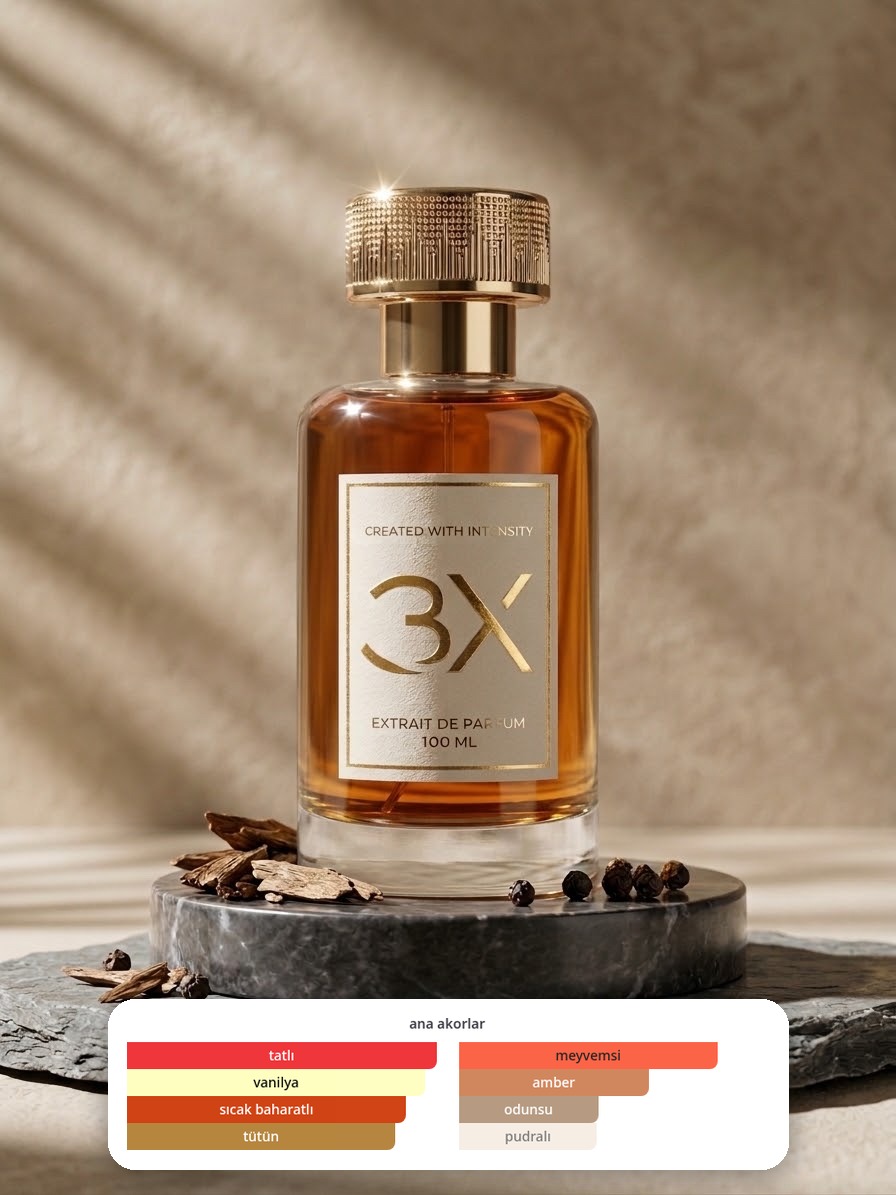 CREATED WITH INTENSITY
3X
EXTRAIT DE PARFUM
100 ML
ana akorlar
tatlı
vanilya
sıcak baharatlı
tütün
meyvemsi
amber
odunsu
pudralı